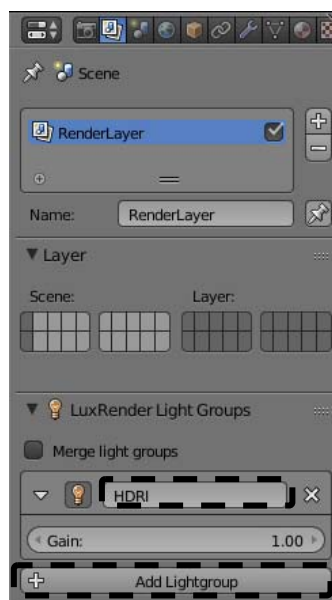 Scene
RenderLayer
Name: RenderLayer
Layer
Scene: Layer:
LuxRender Light Groups
Merge light groups
HDRI
Gain: 1.00
Add Lightgroup